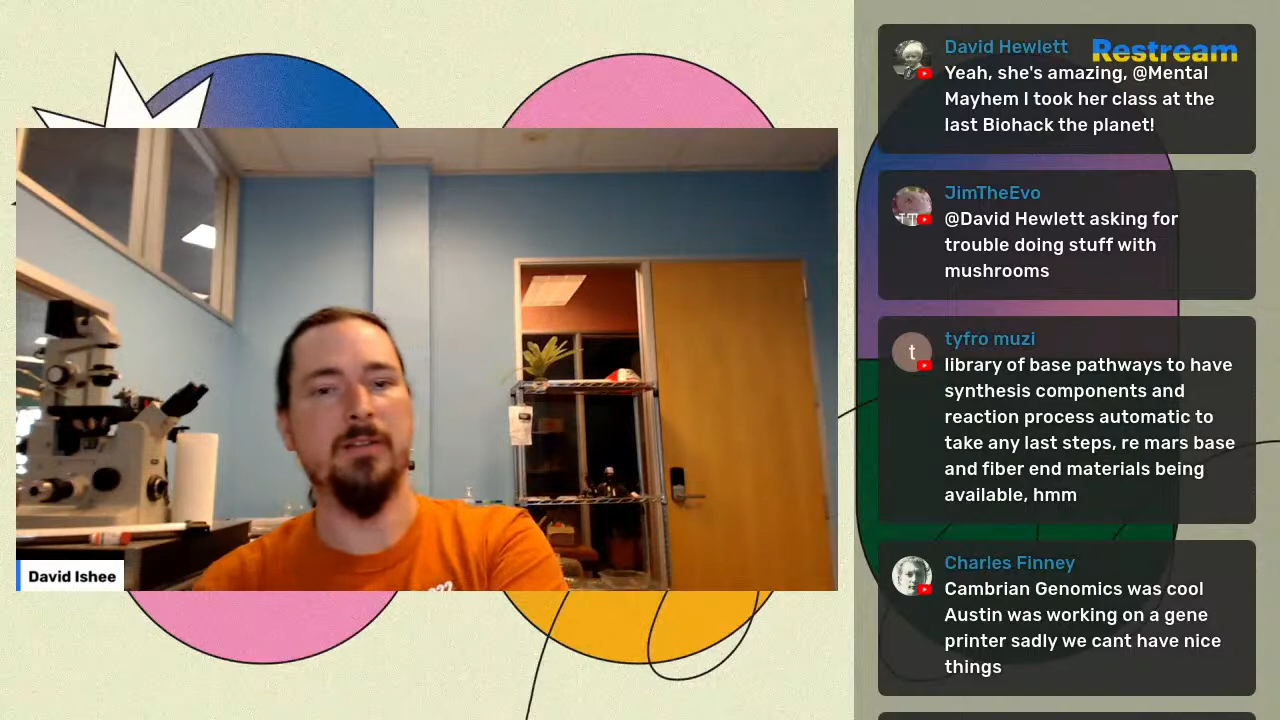 David Ishee
Restream
David Hewlett
Yeah, she's amazing, @Mental
Mayhem I took her class at the
last Biohack the planet!
JimTheEvo
@David Hewlett asking for
trouble doing stuff with
mushrooms
t
tyfro muzi
library of base pathways to have
synthesis components and
reaction process automatic to
take any last steps, re mars base
and fiber end materials being
available, hmm
Charles Finney
Cambrian Genomics was cool
Austin was working on a gene
printer sadly we cant have nice
things